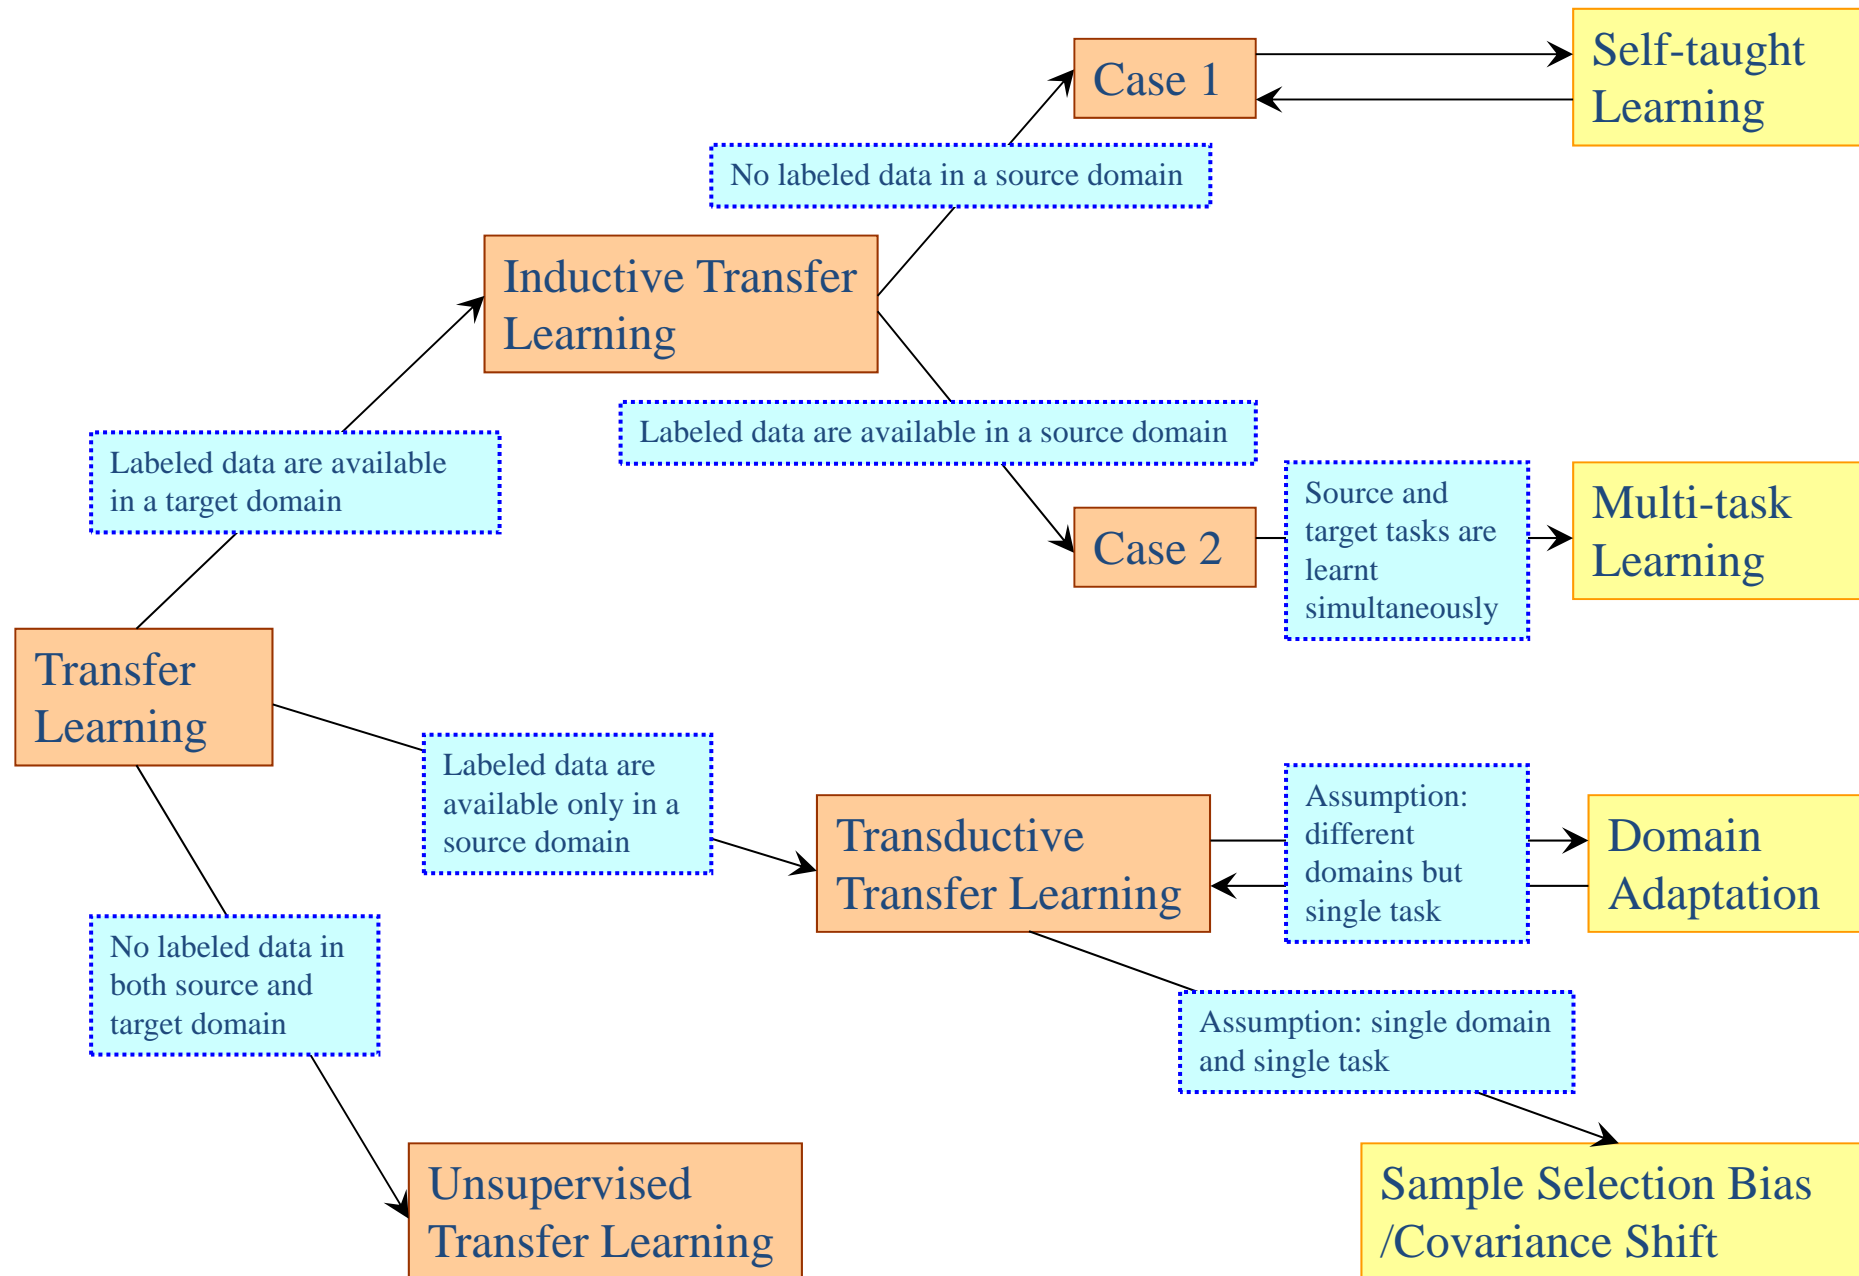 Self-taught
Learning
Case 1
No labeled data in a source domain
Inductive Transfer
Learning
Labeled data are available in a source domain
Labeled data are available
in a target domain
Case 2
Source and
target tasks are
learnt
simultaneously
Multi-task
Learning
Transfer
Learning
Labeled data are
available only in a
source domain
Transductive
Transfer Learning
Assumption:
different
domains but
single task
Domain
Adaptation
No labeled data in
both source and
target domain
Assumption: single domain
and single task
Unsupervised
Transfer Learning
Sample Selection Bias
/Covariance Shift